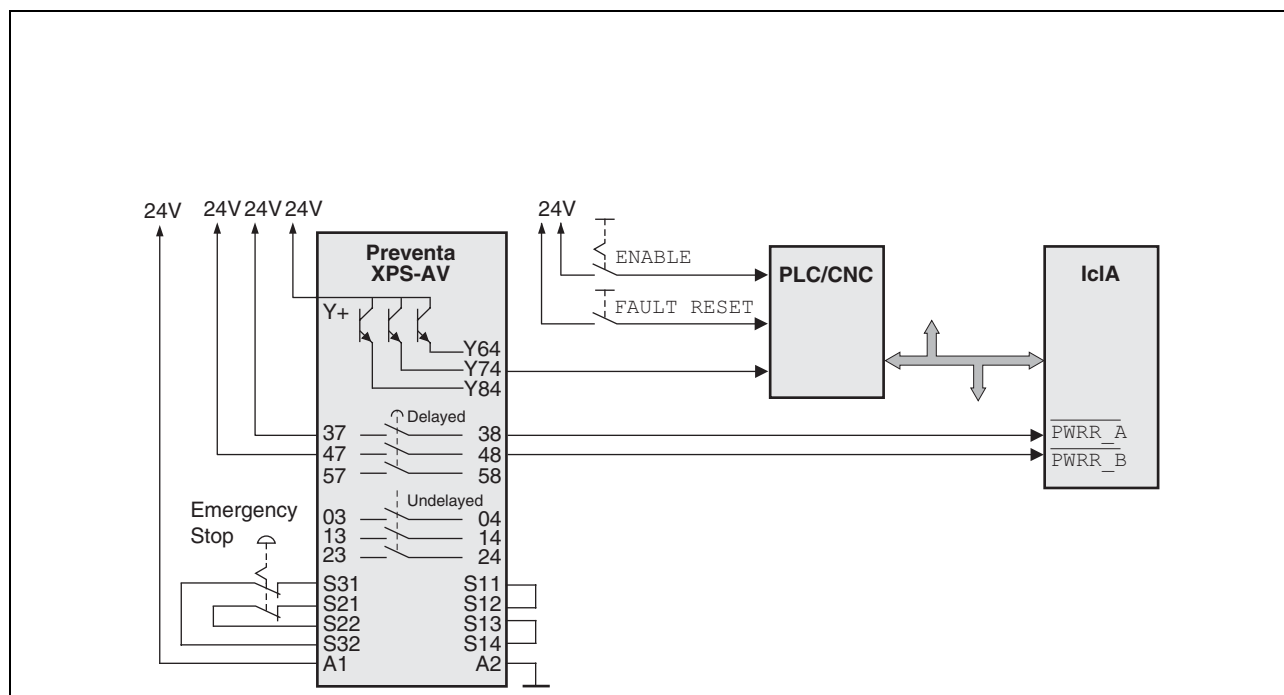 24V 24V 24V 24V 24V
Preventa
XPS-AV
ENABLE
PLC/CNC
IclA
FAULT RESET
Y+
Y64
Y74
Y84
Delayed
37 38
47 48
57 58
PWRR_A
PWRR_B
Undelayed
Emergency
Stop
03 04
13 14
23 24
S31 S11
S21 S12
S22 S13
S32 S14
A1 A2